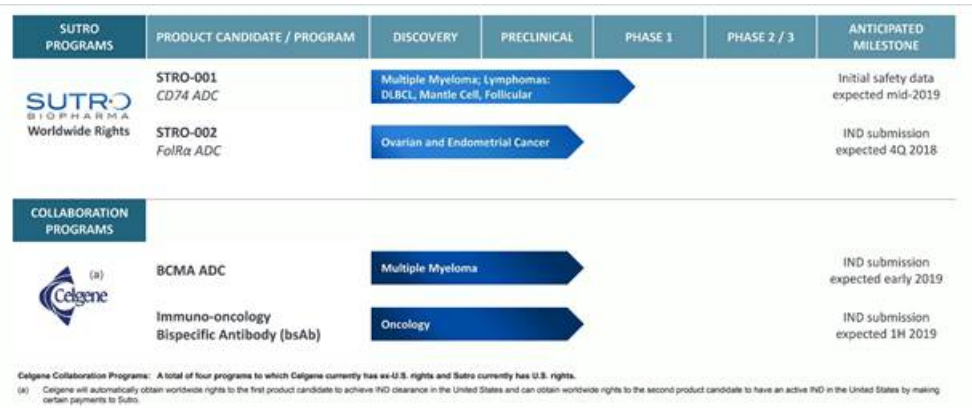 SUTRO PROGRAMS
PRODUCT CANDIDATE / PROGRAM
DISCOVERY
PRECLINICAL
PHASE 1
PHASE 2 / 3
ANTICIPATED MILESTONE
SUTRO
BIOPHARMA
Worldwide Rights
STRO-001
CD74 ADC
Multiple Myeloma; Lymphomas:
DLBCL, Mantle Cell, Follicular
Initial safety data
expected mid-2019
STRO-002
FolRα ADC
Ovarian and Endometrial Cancer
IND submission
expected 4Q 2018
COLLABORATION
PROGRAMS
Celgene
(a)
BCMA ADC
Multiple Myeloma
IND submission
expected early 2019
Immuno-oncology
Bispecific Antibody (bsAb)
Oncology
IND submission
expected 1H 2019
Celgene Collaboration Programs: A total of four programs to which Celgene currently has ex-U.S. rights and Sutro currently has U.S. rights.
(a) Celgene will automatically obtain worldwide rights to the first product candidate to achieve IND clearance in the United States and can obtain worldwide rights to the second product candidate to have an active IND in the United States by making
certain payments to Sutro.